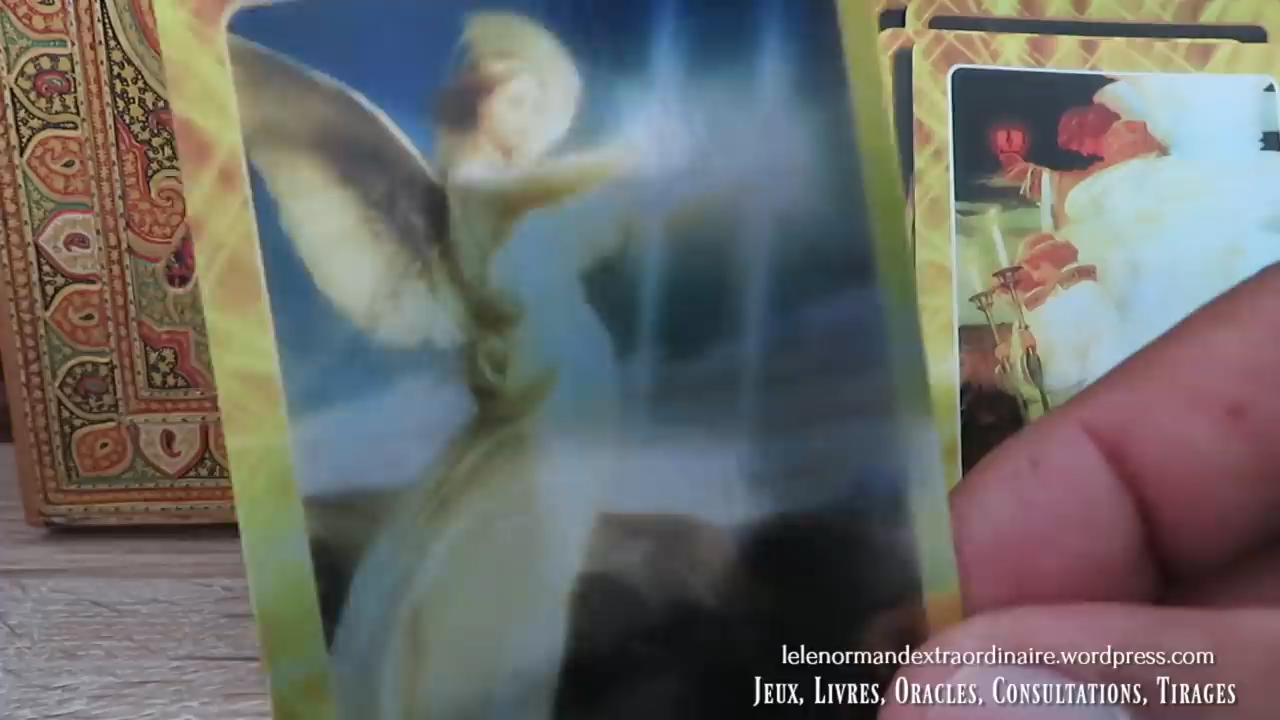 lelenormandextraordinaire.wordpress.com
Jeux, Livres, Oracles, Consultations, Tirages